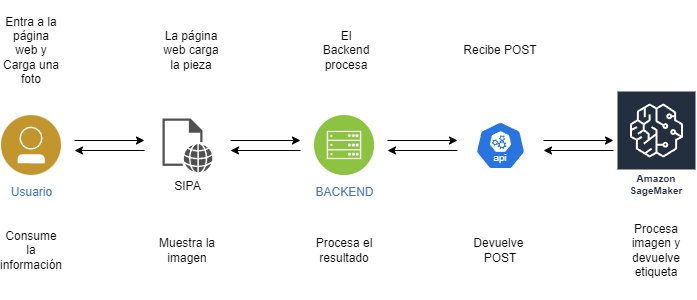 Entra a la
página
web y
Carga una
foto
La página
web carga
la pieza
El
Backend
procesa
Recibe POST
api
Usuario
SIPA
BACKEND
Amazon
SageMaker
Consume
la
información
Muestra la
imagen
Procesa el
resultado
Devuelve
POST
Procesa
imagen y
devuelve
etiqueta